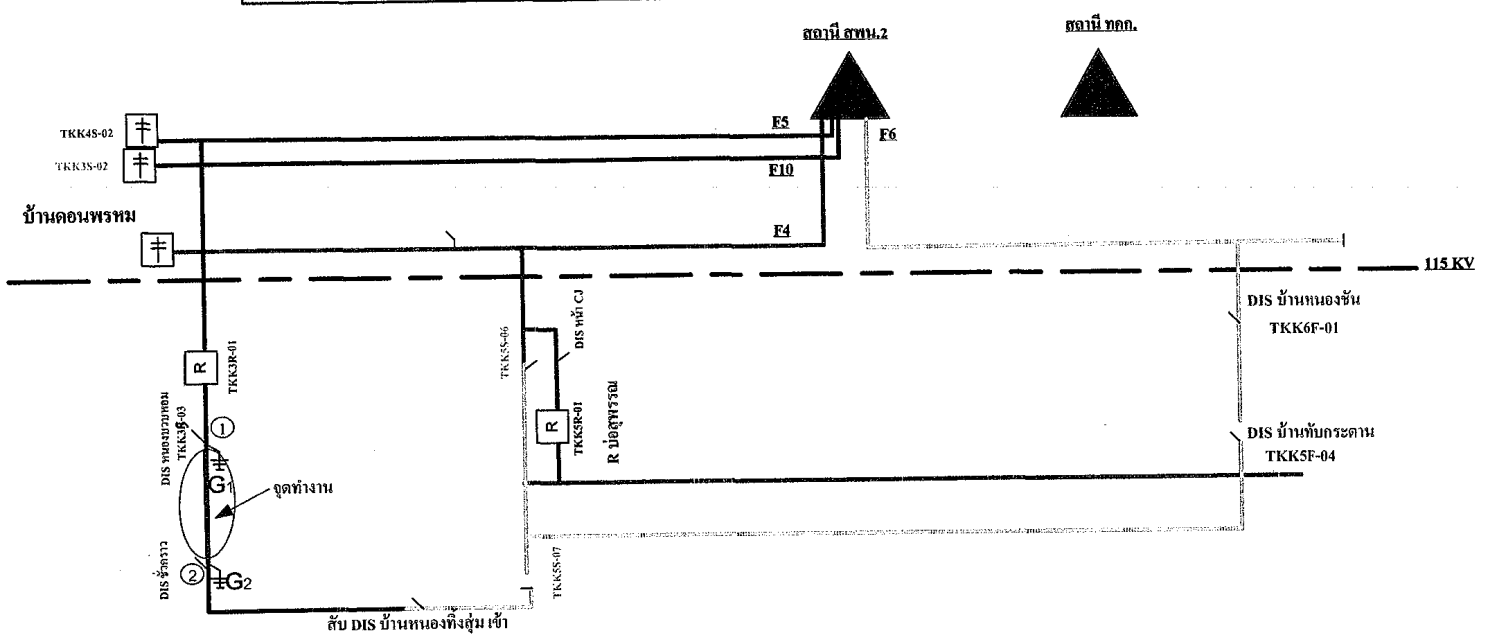 สถานี สพน.2
สถานี ทคก.
TKK4S-02
F5
F6
TKK3S-02
F10
บ้านดอนพรหม
F4
115 KV
DIS บ้านหนองชัน
TKK6F-01
TKK5S-06
DIS หน้า CJ
R
TKK3R-01
R
TKK5R-01
R บ่อสุพรรณ
DIS หนองบวบหอม
1
DIS บ้านทับกระดาน
TKK5F-04
G1
จุดทำงาน
DIS ชั่วคราว
2
G2
TKK5S-07
สับ DIS บ้านหนองทิ้งสุ่ม เข้า